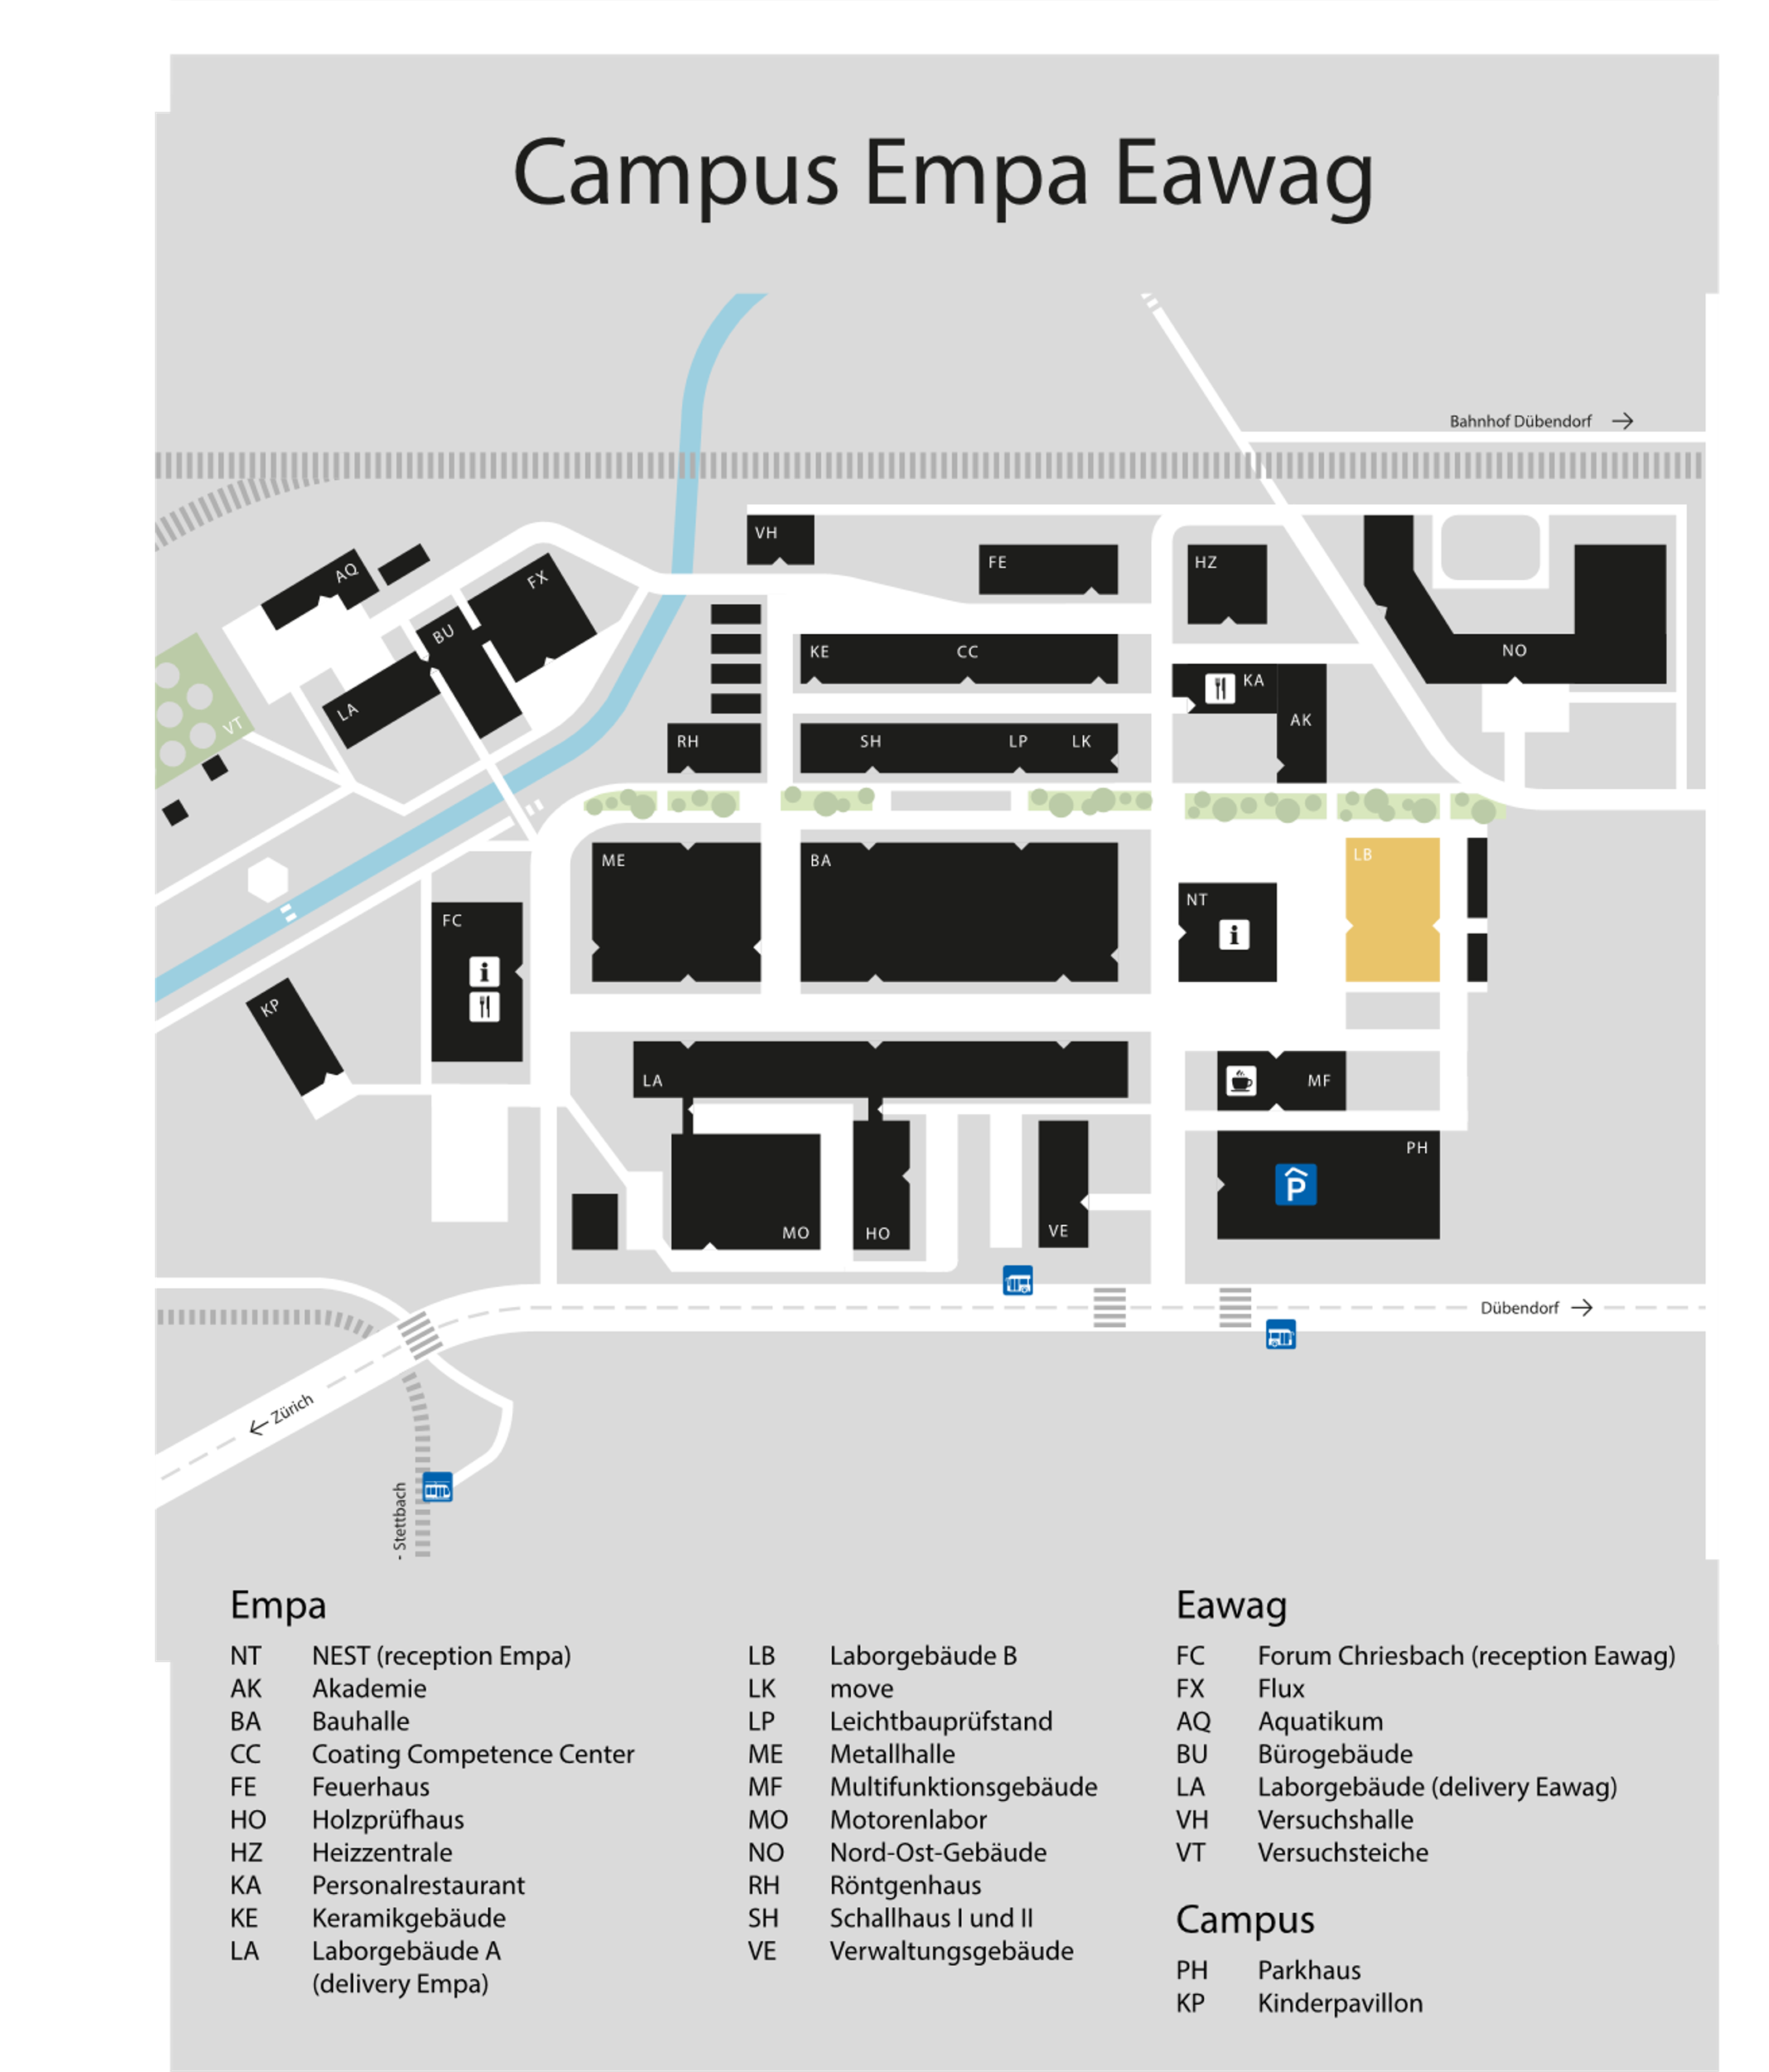 Campus Empa Eawag
Bahnhof Dübendorf →
VH
FE
HZ
AQ
FX
BU
LA
VT
KE
CC
NO
KA
AK
RH
SH
LP
LK
ME
BA
LB
NT
i
FC
i
KP
LA
MF
PH
P
MO
HO
VE
Dübendorf →
← Zürich
- Stettbach
Empa
NT NEST (reception Empa)
AK Akademie
BA Bauhalle
CC Coating Competence Center
FE Feuerhaus
HO Holzprüfhaus
HZ Heizzentrale
KA Personalrestaurant
KE Keramikgebäude
LA Laborgebäude A
(delivery Empa)
LB Laborgebäude B
LK move
LP Leichtbauprüfstand
ME Metallhalle
MF Multifunktionsgebäude
MO Motorenlabor
NO Nord-Ost-Gebäude
RH Röntgenhaus
SH Schallhaus I und II
VE Verwaltungsgebäude
Eawag
FC Forum Chriesbach (reception Eawag)
FX Flux
AQ Aquatikum
BU Bürogebäude
LA Laborgebäude (delivery Eawag)
VH Versuchshalle
VT Versuchsteiche
Campus
PH Parkhaus
KP Kinderpavillon